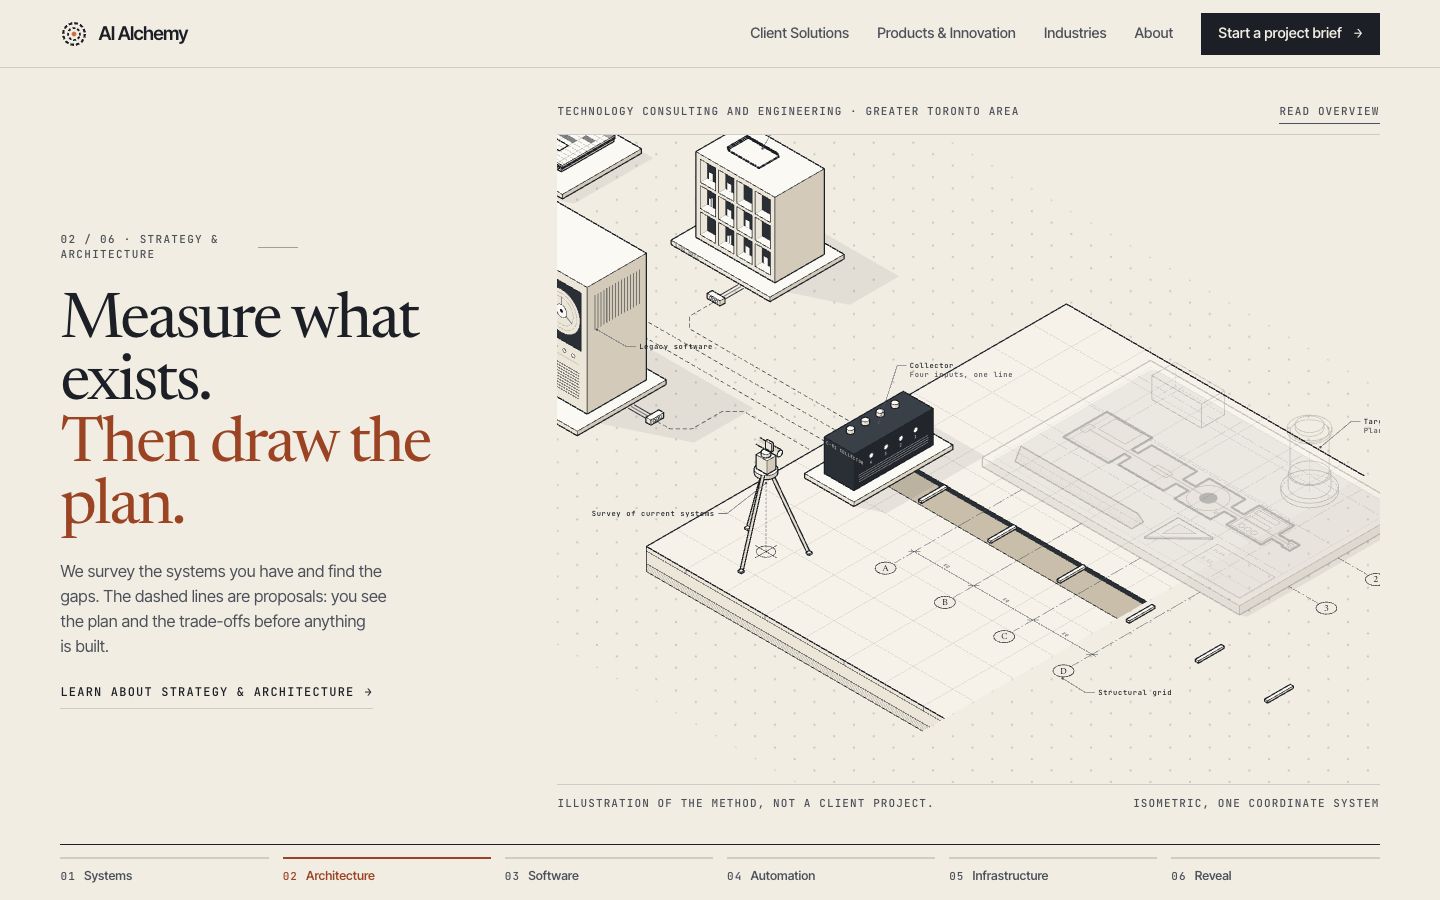 AI Alchemy
Client Solutions
Products & Innovation
Industries
About
Start a project brief →
TECHNOLOGY CONSULTING AND ENGINEERING · GREATER TORONTO AREA
READ OVERVIEW
02 / 06 · STRATEGY &
ARCHITECTURE
Measure what
exists.
Then draw the
plan.
We survey the systems you have and find the
gaps. The dashed lines are proposals: you see
the plan and the trade-offs before anything
is built.
LEARN ABOUT STRATEGY & ARCHITECTURE →
Legacy software
Collector
Four inputs, one line
Survey of current systems
A
B
C
D
2
3
Structural grid
ILLUSTRATION OF THE METHOD, NOT A CLIENT PROJECT.
ISOMETRIC, ONE COORDINATE SYSTEM
01 Systems
02 Architecture
03 Software
04 Automation
05 Infrastructure
06 Reveal